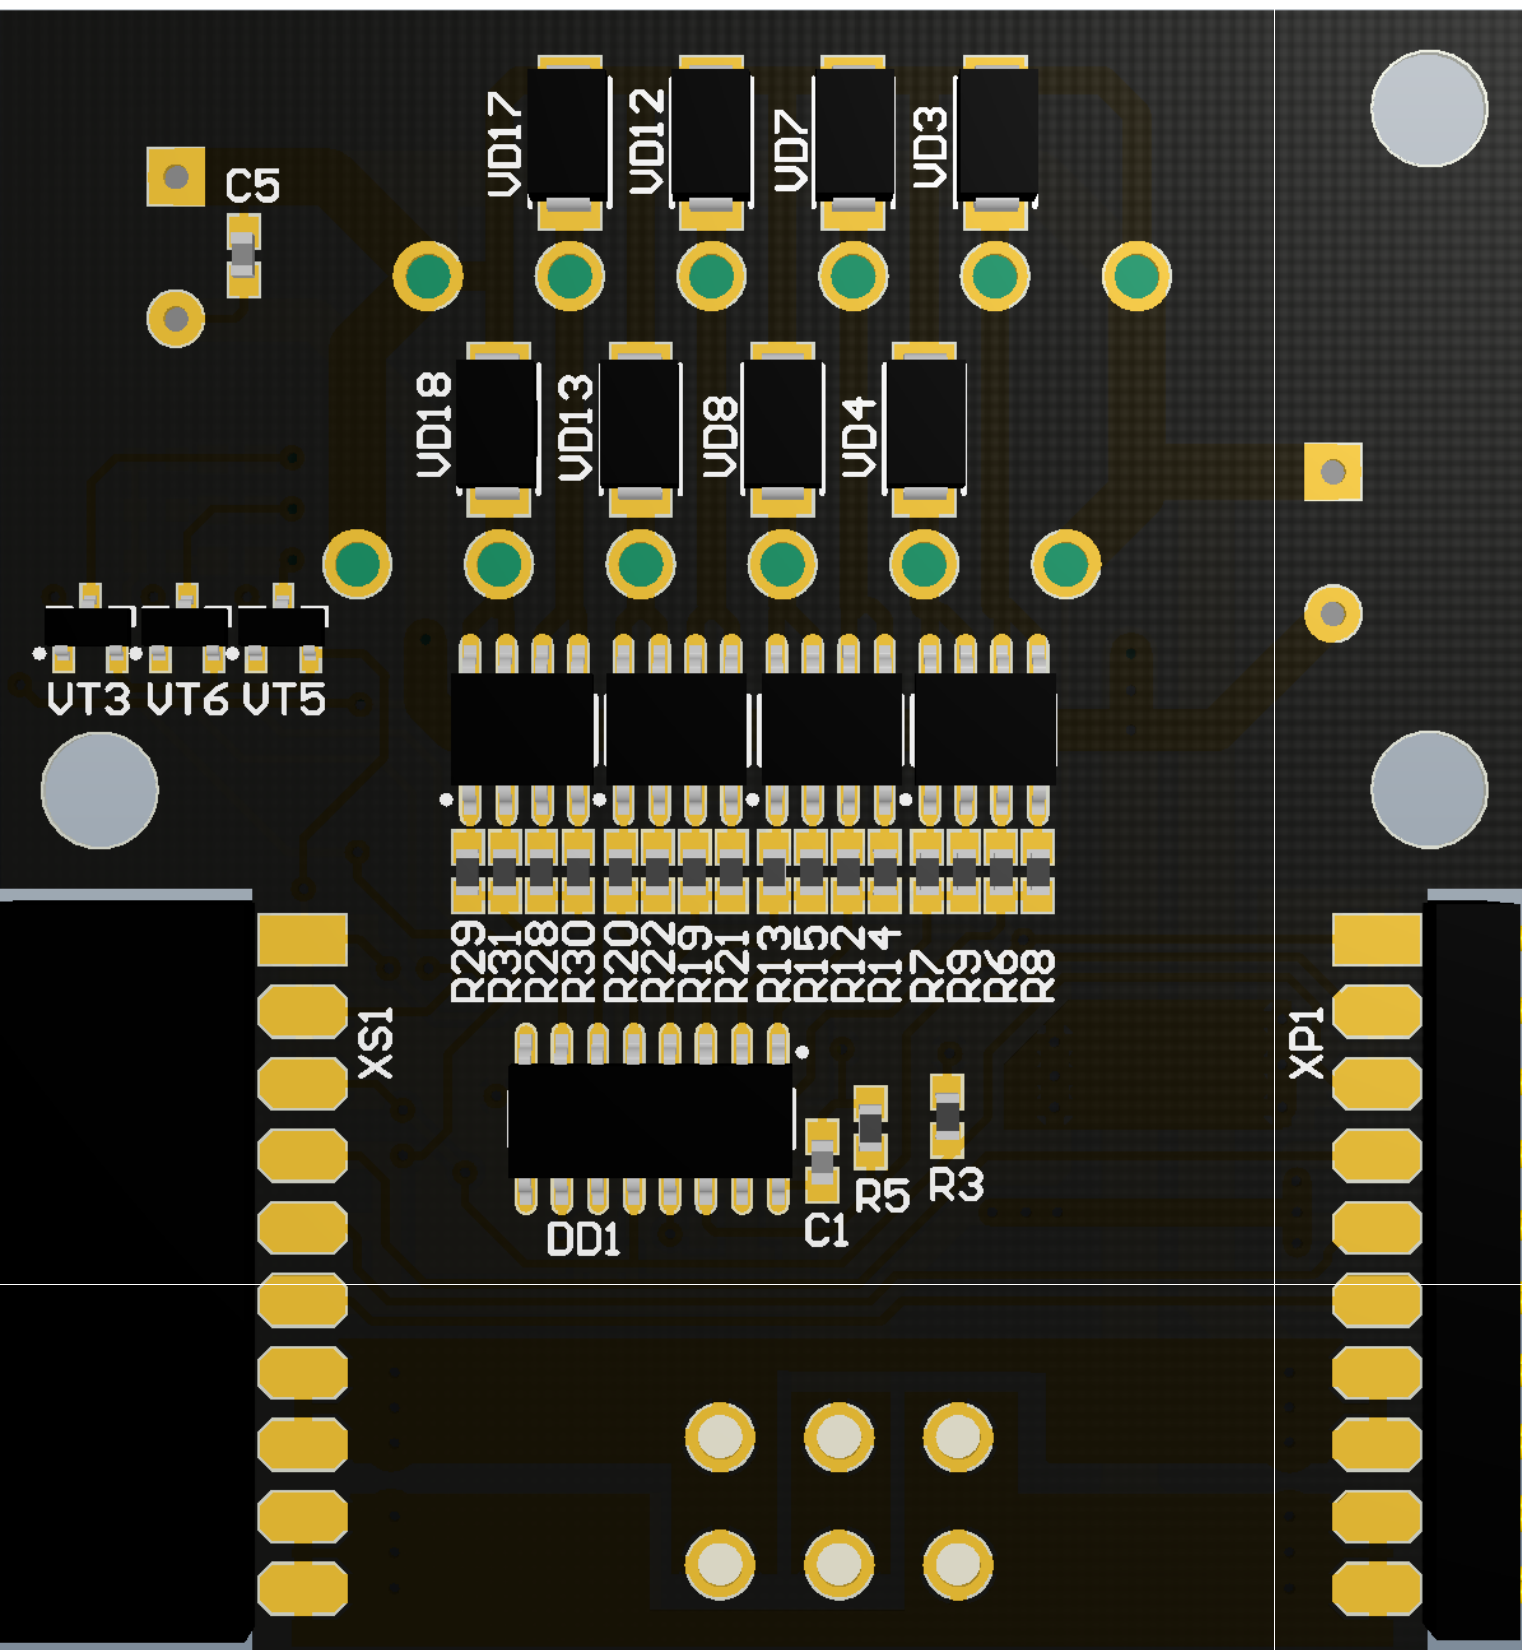 VD17
VD12
VD7
VD3
C5
VD18
VD13
VD8
VD4
VT3 VT6 VT5
R29
R31
R28
R30
R20
R22
R19
R21
R13
R15
R12
R14
R7
R9
R6
R8
XS1
XP1
R5
R3
C1
DD1